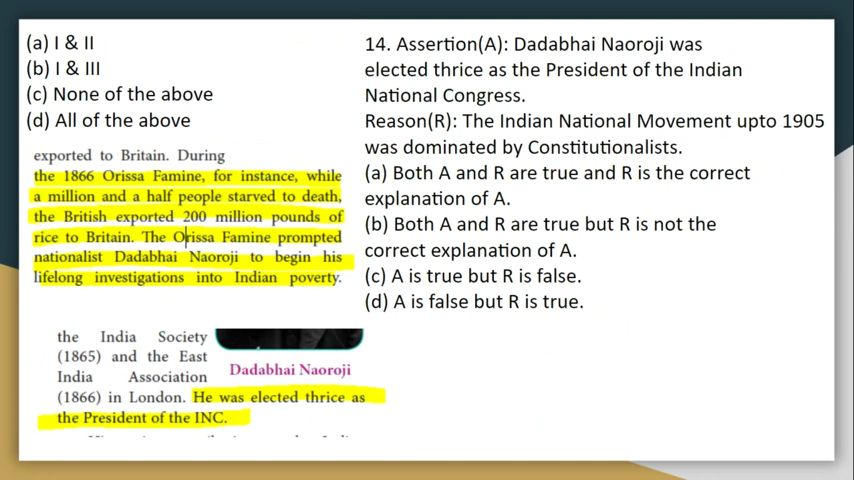 (a) I & II
(b) I & III
(c) None of the above
(d) All of the above
exported to Britain. During
the 1866 Orissa Famine, for instance, while
a million and a half people starved to death,
the British exported 200 million pounds of
rice to Britain. The Orissa Famine prompted
nationalist Dadabhai Naoroji to begin his
lifelong investigations into Indian poverty.
the India Society
(1865) and the East
India Association
(1866) in London. He was elected thrice as
the President of the INC.
Dadabhai Naoroji
14. Assertion(A): Dadabhai Naoroji was
elected thrice as the President of the Indian
National Congress.
Reason(R): The Indian National Movement upto 1905
was dominated by Constitutionalists.
(a) Both A and R are true and R is the correct
explanation of A.
(b) Both A and R are true but R is not the
correct explanation of A.
(c) A is true but R is false.
(d) A is false but R is true.